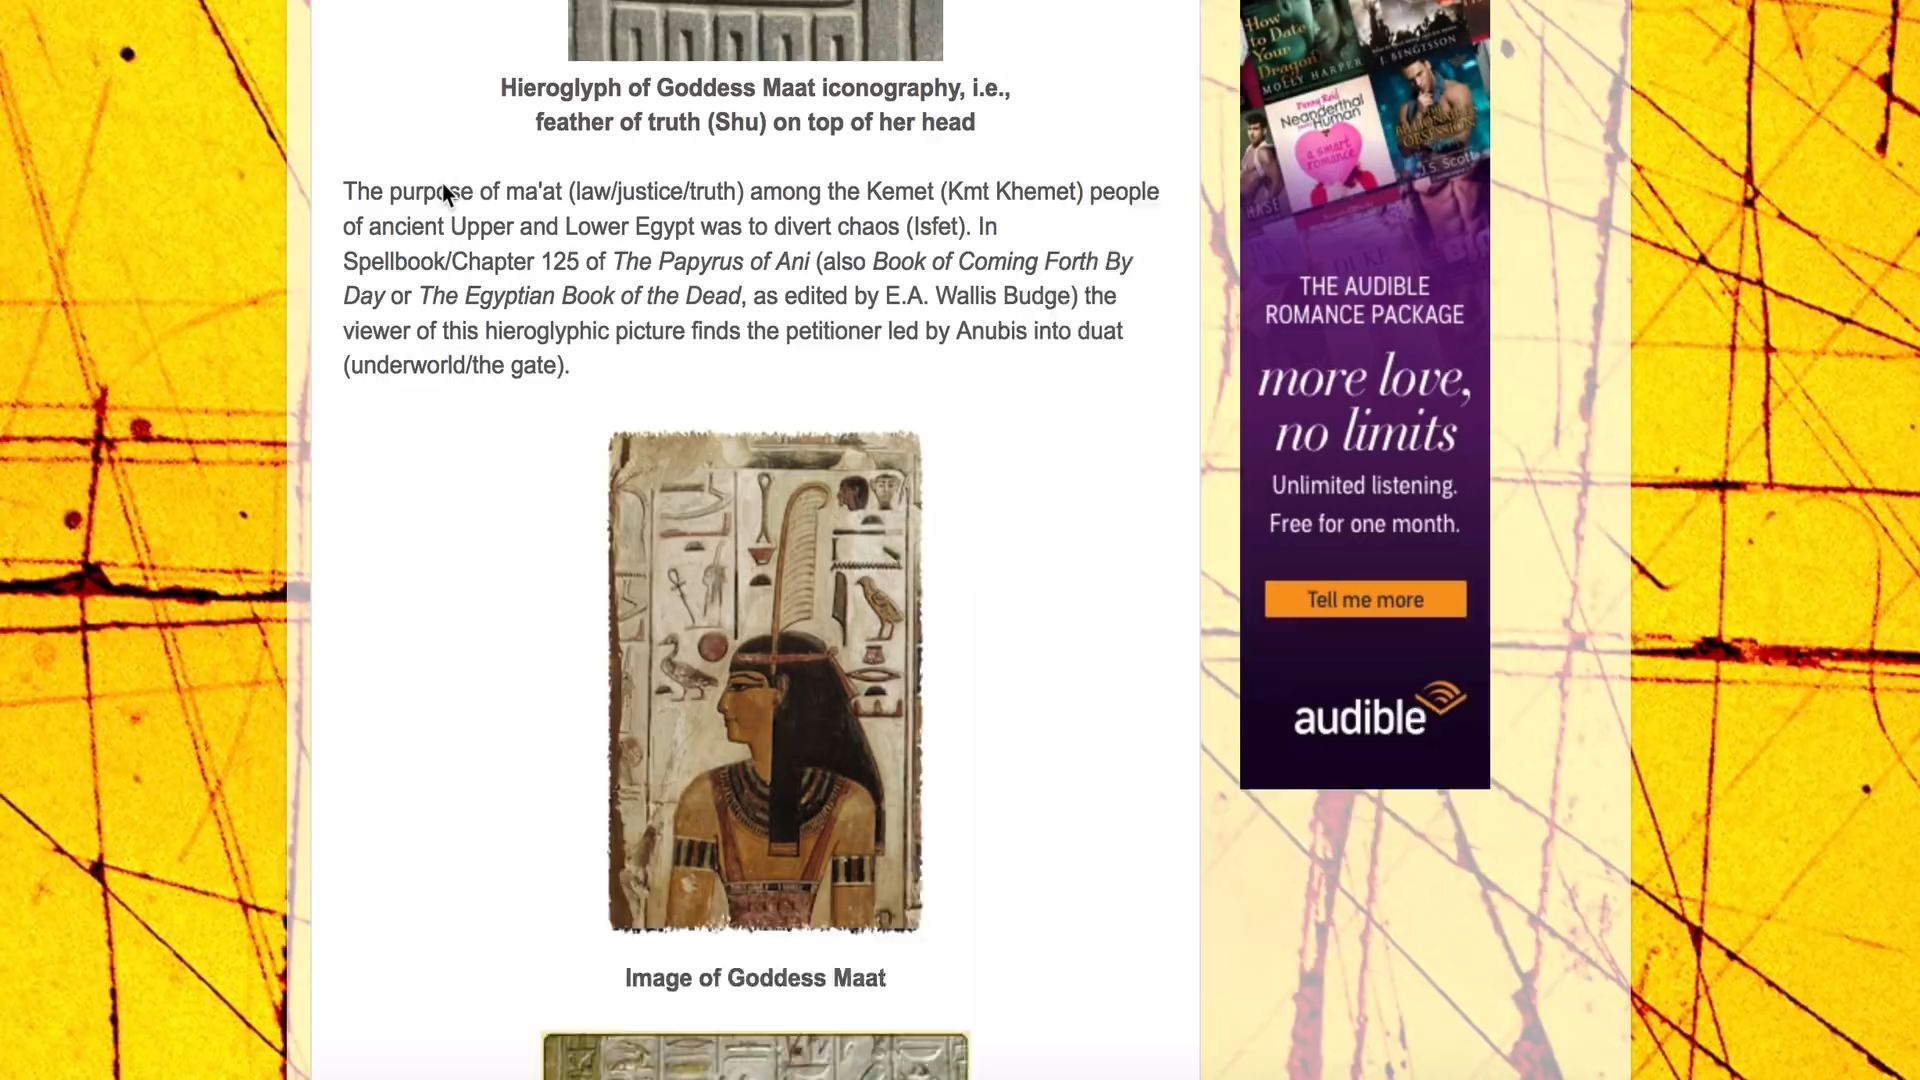 Hieroglyph of Goddess Maat iconography, i.e.,
feather of truth (Shu) on top of her head
The purpose of ma'at (law/justice/truth) among the Kemet (Kmt Khemet) people
of ancient Upper and Lower Egypt was to divert chaos (Isfet). In
Spellbook/Chapter 125 of The Papyrus of Ani (also Book of Coming Forth By
Day or The Egyptian Book of the Dead, as edited by E.A. Wallis Budge) the
viewer of this hieroglyphic picture finds the petitioner led by Anubis into duat
(underworld/the gate).
Image of Goddess Maat
How
to Date
Your
Dragon
MOLLY HARPER
J. BENGTSSON
Penny Reid
Neanderthal
Human
a smart
romance
J.S. Scott
THE AUDIBLE
ROMANCE PACKAGE
more love,
no limits
Unlimited listening.
Free for one month.
Tell me more
audible